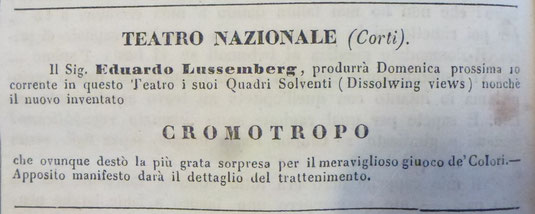 TEATRO NAZIONALE (Corti).
Il Sig. Eduardo Lussemberg, produrrà Domenica prossima 10
corrente in questo Teatro i suoi Quadri Solventi (Dissolwing views) nonchè
il nuovo inventato
CROMOTROPO
che ovunque destò la più grata sorpresa per il meraviglioso giuoco de' Colori.—
Apposito manifesto darà il dettaglio del trattenimento.